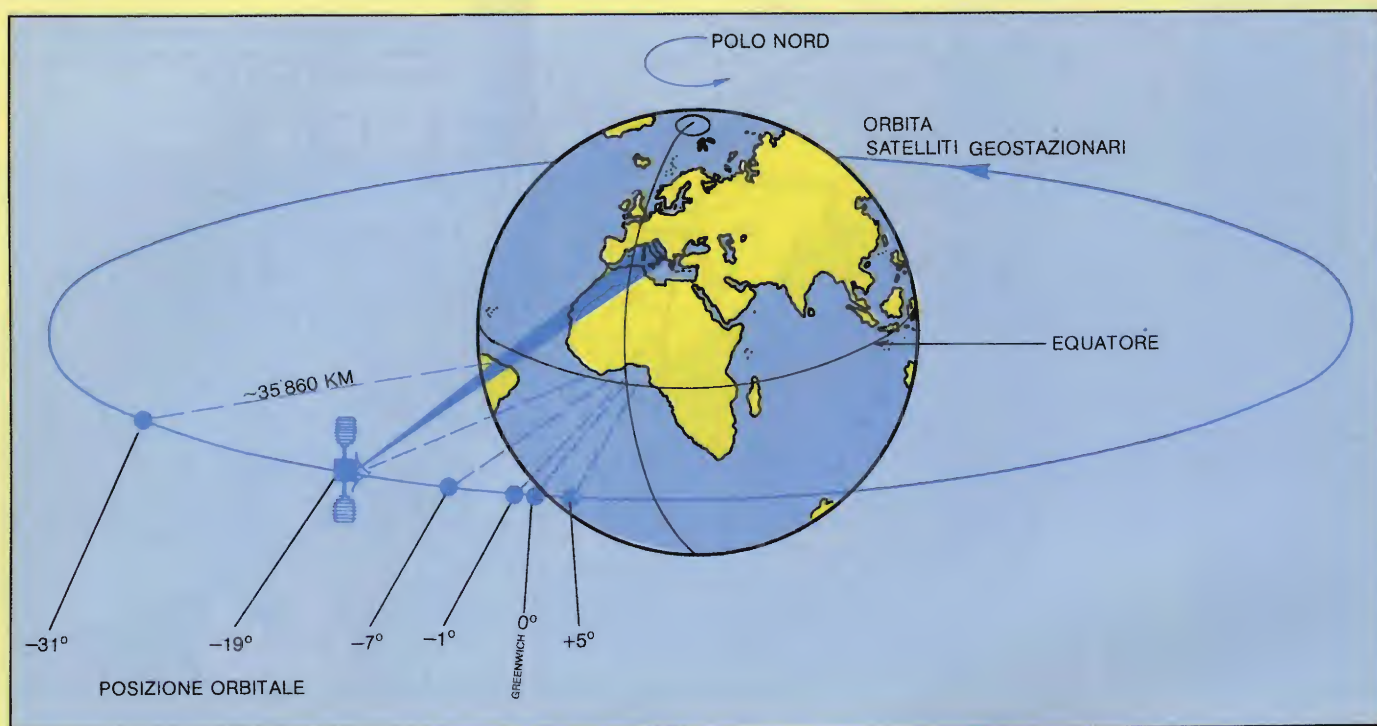 POLO NORD
ORBITA
SATELLITI GEOSTAZIONARI
EQUATORE
~35'860 KM
–31°
–19°
–7°
–1°
GREENWICH 0°
+5°
POSIZIONE ORBITALE